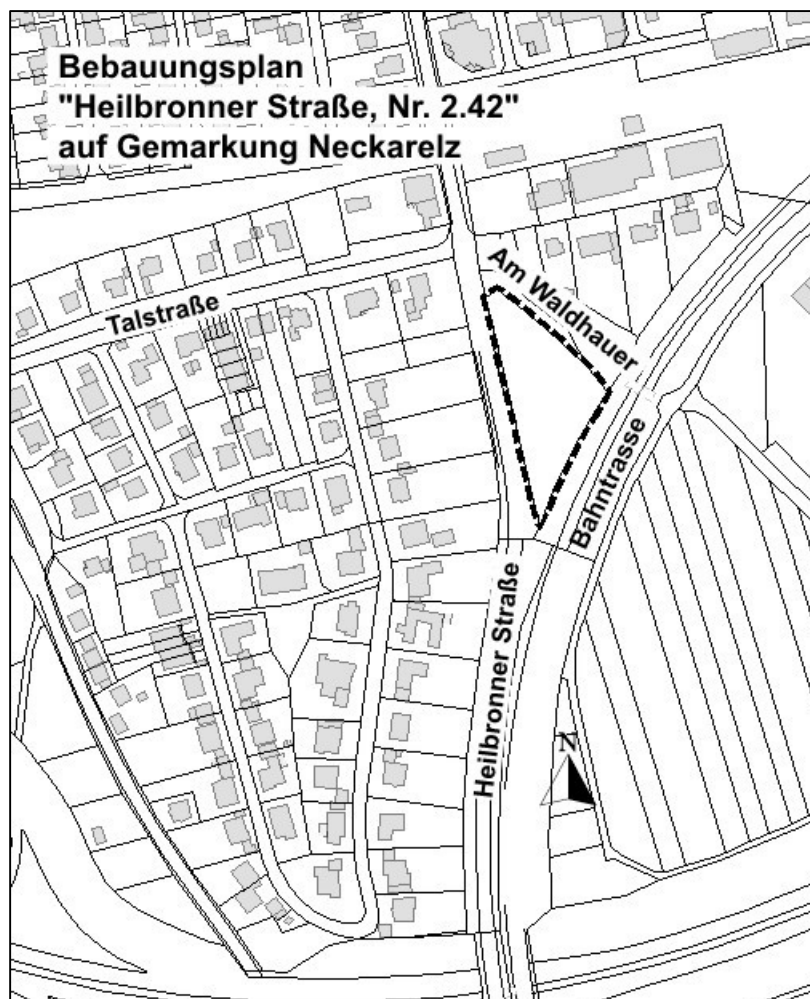 Bebauungsplan
"Heilbronner Straße, Nr. 2.42"
auf Gemarkung Neckarelz
Am Waldhauer
Talstraße
Bahntrasse
Heilbronner Straße
N